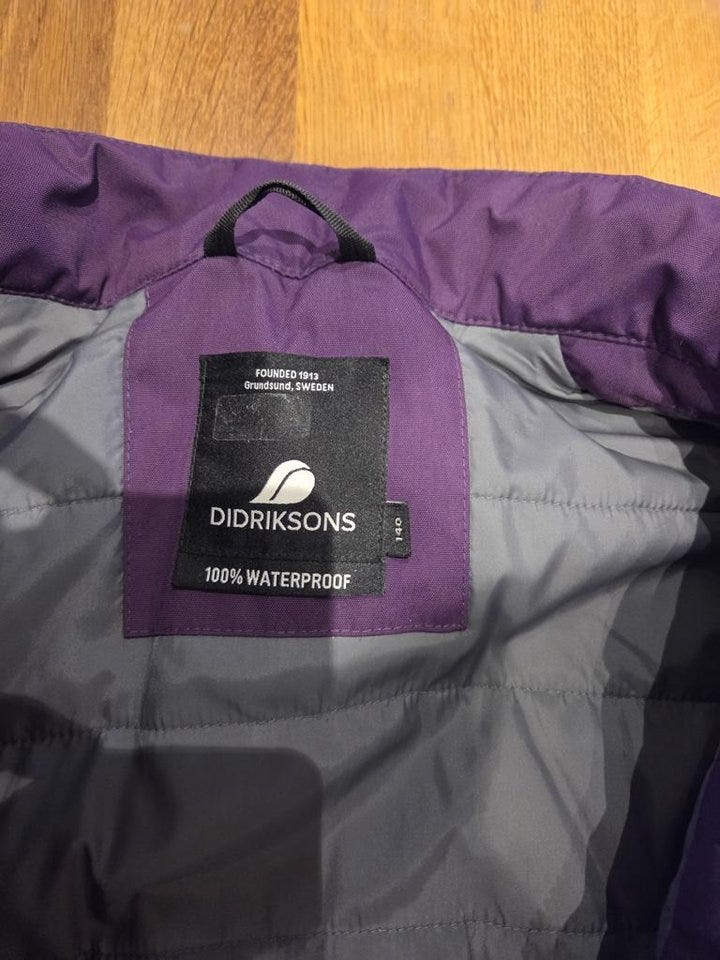 FOUNDED 1913
Grundsund, SWEDEN
DIDRIKSONS
140
100% WATERPROOF